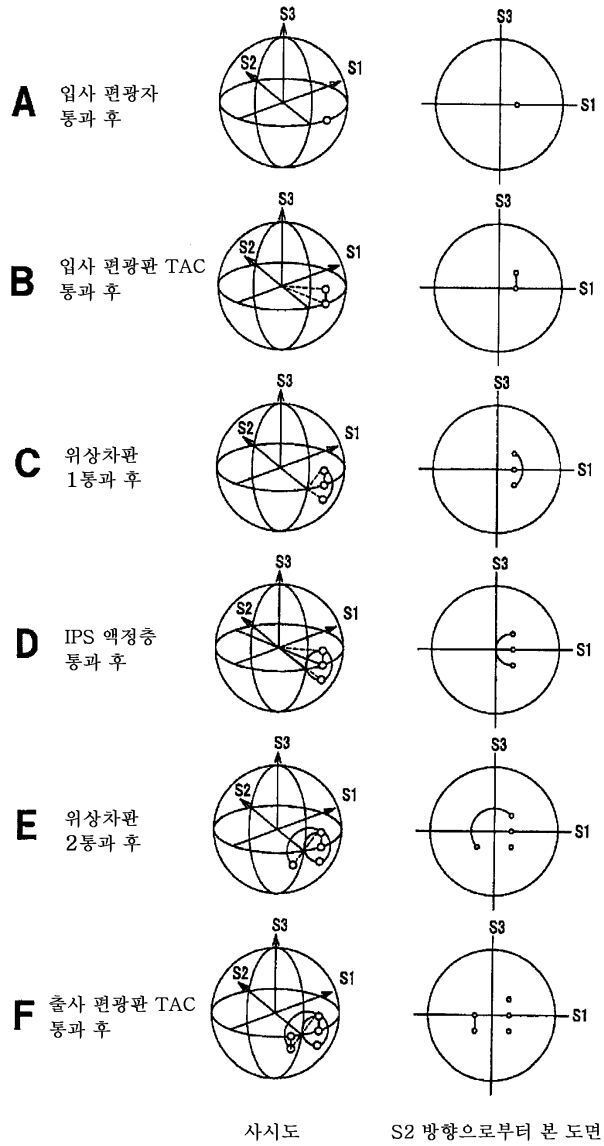 S3
S2
S1
A
입사 편광자
통과 후
S3
S1
S3
S2
S1
B
입사 편광판 TAC
통과 후
S3
S1
S3
S2
S1
C
위상차판
1통과 후
S3
S1
S3
S2
S1
D
IPS 액정층
통과 후
S3
S1
S3
S2
S1
E
위상차판
2통과 후
S3
S1
S3
S2
S1
F
출사 편광판 TAC
통과 후
S3
S1
사시도
S2 방향으로부터 본 도면